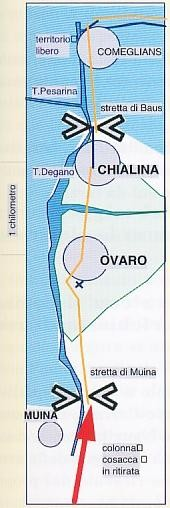 territorio□
libero
COMEGLIANS
T.Pesarina
stretta di Baus
T.Degano
CHIALINA
1 chilometro
OVARO
stretta di Muina
MUINA
colonna□
cosacca □
in ritirata